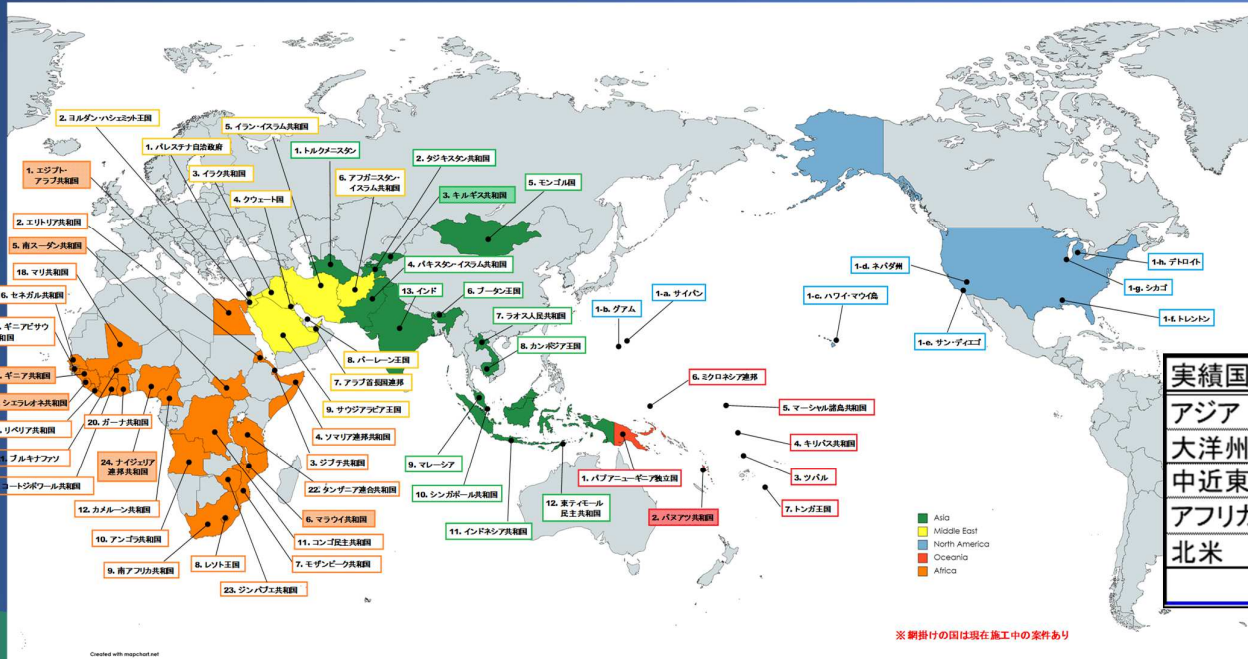 2. ヨルダン・ハシェミット王国
5. イラン・イスラム共和国
1. パレステナ自治政府
1. トルクメニスタン
3. イラク共和国
2. タジキスタン共和国
1. エジプト・
アラブ共和国
6. アフガニスタン・
イスラム共和国
4. クウェート国
3. キルギス共和国
5. モンゴル国
2. エリトリア共和国
5. 南スーダン共和国
4. パキスタン・イスラム共和国
18. マリ共和国
13. インド
6. ブータン王国
6. セネガル共和国
7. ラオス人民共和国
. ギニアビサウ
和国
8. カンボジア王国
8. バーレーン王国
. ギニア共和国
7. アラブ首長国連邦
シエラレオネ共和国
9. サウジアラビア王国
20. ガーナ共和国
. リベリア共和国
4. ソマリア連邦共和国
1. ブルキナファソ
24. ナイジェリア
連邦共和国
3. ジブチ共和国
9. マレーシア
コートジボワール共和国
22. タンザニア連合共和国
10. シンガポール共和国
12. カメルーン共和国
6. マラウイ共和国
12. 東ティモール
民主共和国
10. アンゴラ共和国
11. コンゴ民主共和国
11. インドネシア共和国
9. 南アフリカ共和国
8. レソト王国
7. モザンビーク共和国
23. ジンバブエ共和国
1-b. グアム
1-a. サイパン
1-c. ハワイ・マウイ島
1-d. ネバダ州
1-e. サン・ディエゴ
1-h. デトロイト
1-g. シカゴ
1-f. トレントン
6. ミクロネシア連邦
5. マーシャル諸島共和国
4. キリバス共和国
3. ツバル
1. パプアニューギニア独立国
2. バヌアツ共和国
7. トンガ王国
Asia
Middle East
North America
Oceania
Africa
実績国
アジア
大洋州
中近東
アフリカ
北米
※網掛けの国は現在施工中の案件あり
Created with mapchart.net